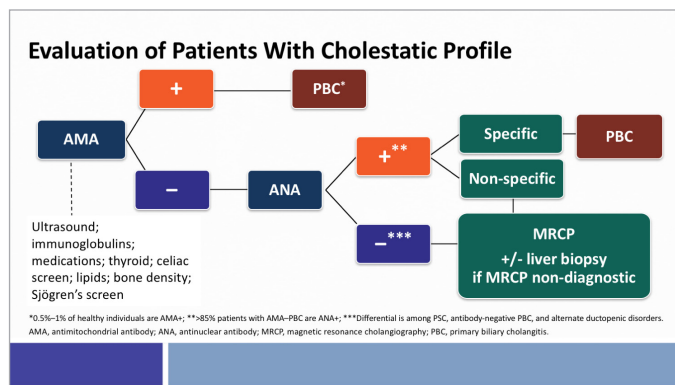 Evaluation of Patients With Cholestatic Profile
+
PBC*
AMA
−
ANA
+**
Specific
PBC
Non-specific
−***
MRCP
+/- liver biopsy
if MRCP non-diagnostic
Ultrasound;
immunoglobulins;
medications; thyroid; celiac
screen; lipids; bone density;
Sjögren's screen
*0.5%–1% of healthy individuals are AMA+; **>85% patients with AMA–PBC are ANA+; ***Differential is among PSC, antibody-negative PBC, and alternate ductopenic disorders.
AMA, antimitochondrial antibody; ANA, antinuclear antibody; MRCP, magnetic resonance cholangiography; PBC, primary biliary cholangitis.